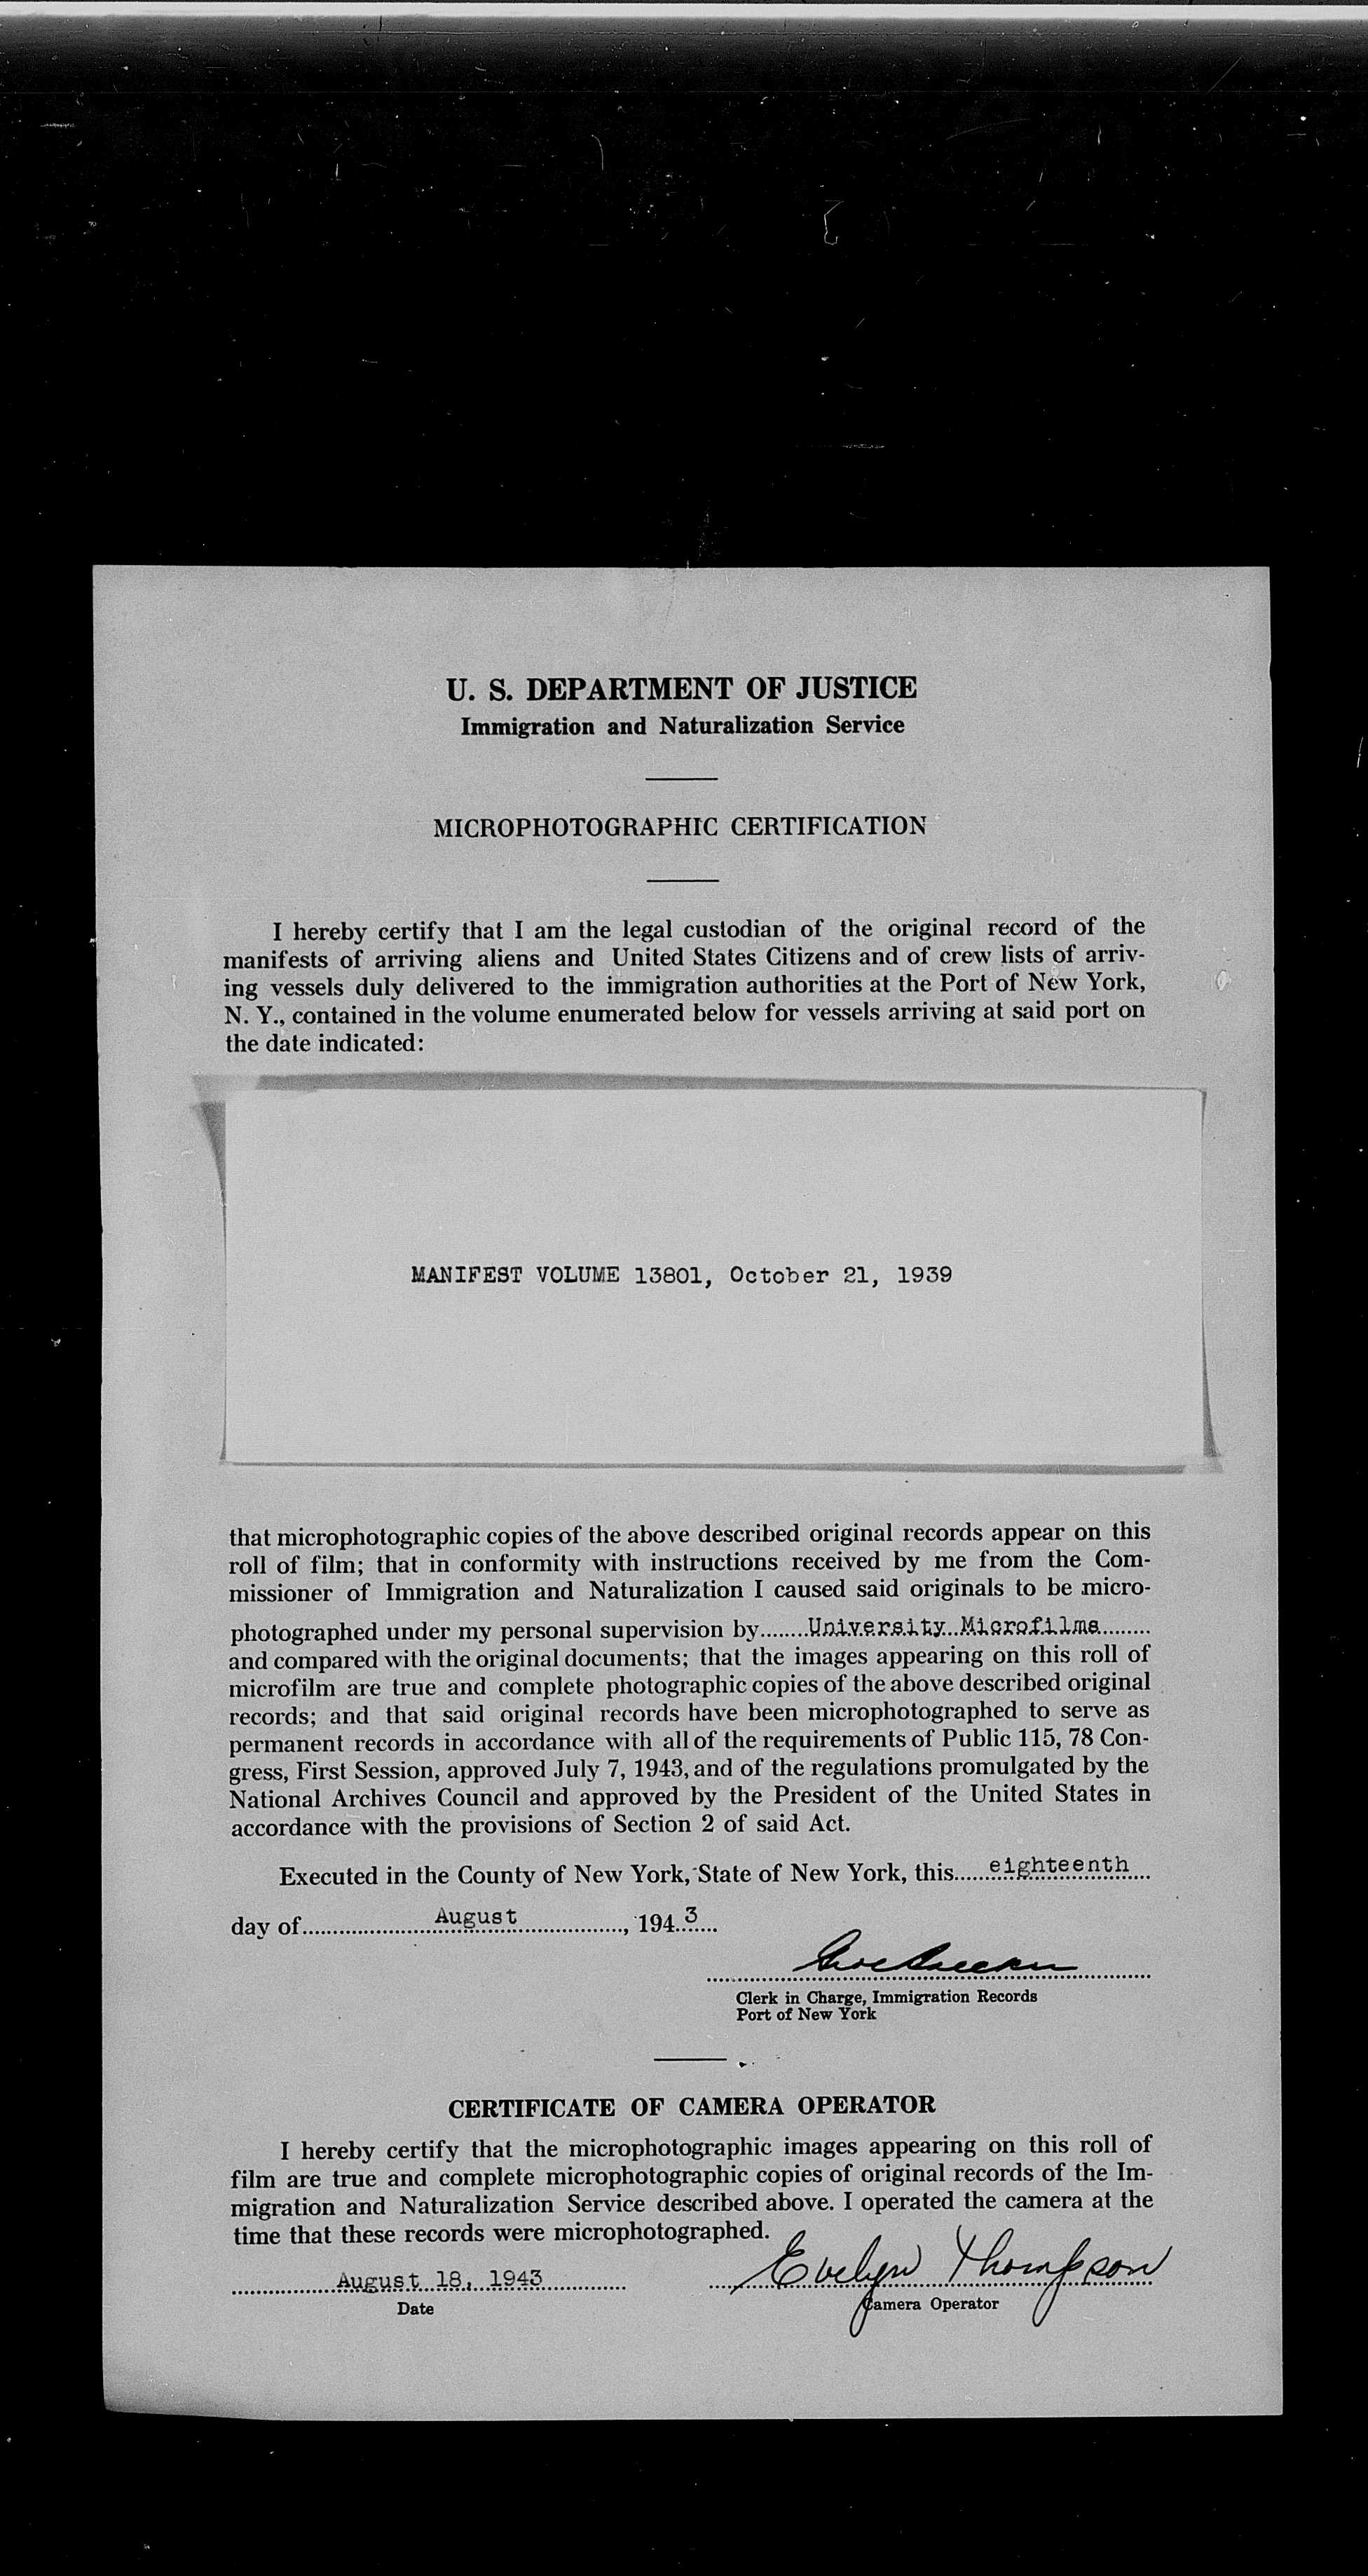 U. S. DEPARTMENT OF JUSTICE
Immigration and Naturalization Service
MICROPHOTOGRAPHIC CERTIFICATION
I hereby certify that I am the legal custodian of the original record of the
manifests of arriving aliens and United States Citizens and of crew lists of arriv-
ing vessels duly delivered to the immigration authorities at the Port of New York,
N. Y., contained in the volume enumerated below for vessels arriving at said port on
the date indicated:
MANIFEST VOLUME 13801, October 21, 1939
that microphotographic copies of the above described original records appear on this
roll of film; that in conformity with instructions received by me from the Com-
missioner of Immigration and Naturalization I caused said originals to be micro-
photographed under my personal supervision by........University Microfilms.........
and compared with the original documents; that the images appearing on this roll of
microfilm are true and complete photographic copies of the above described original
records; and that said original records have been microphotographed to serve as
permanent records in accordance with all of the requirements of Public 115, 78 Con-
gress, First Session, approved July 7, 1943, and of the regulations promulgated by the
National Archives Council and approved by the President of the United States in
accordance with the provisions of Section 2 of said Act.
Executed in the County of New York, State of New York, this......eighteenth...
day of......................August......................, 194..3...
Clerk in Charge, Immigration Records
Port of New York
CERTIFICATE OF CAMERA OPERATOR
I hereby certify that the microphotographic images appearing on this roll of
film are true and complete microphotographic copies of original records of the Im-
migration and Naturalization Service described above. I operated the camera at the
time that these records were microphotographed.
August 18, 1943 Evelyn Thompson
Date Camera Operator